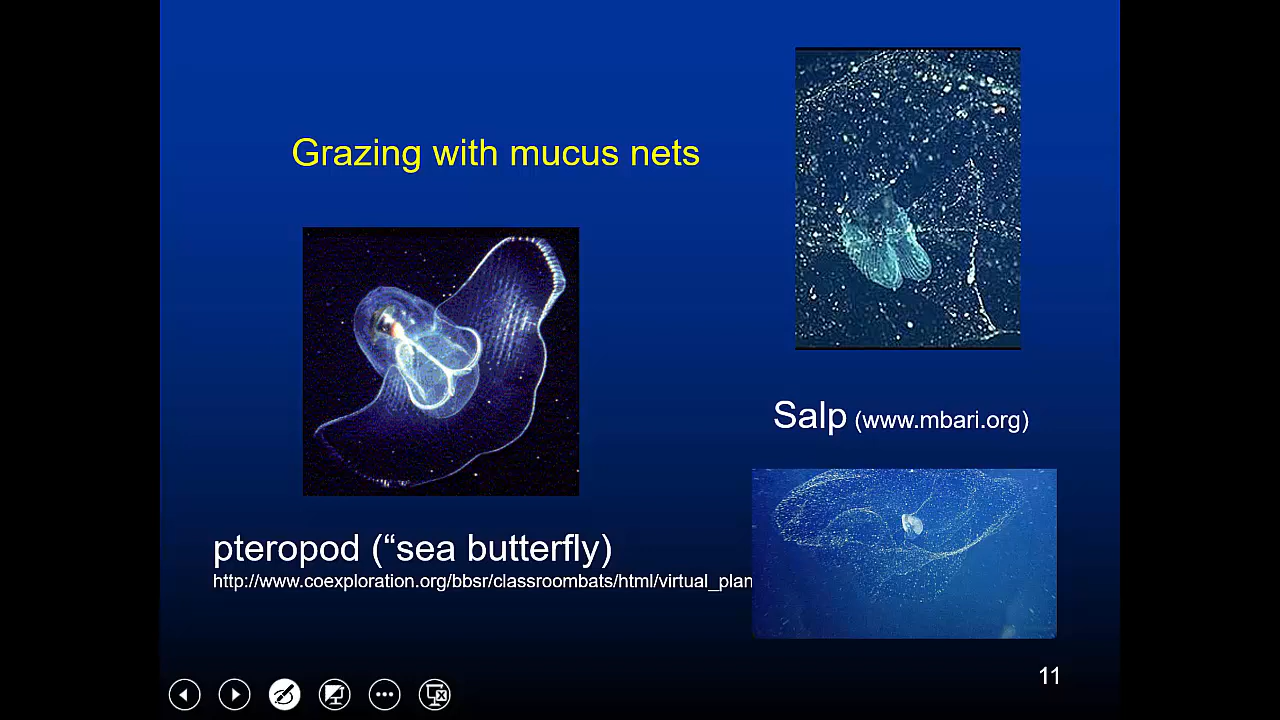 Grazing with mucus nets
Salp (www.mbari.org)
pteropod (“sea butterfly)
http://www.coexploration.org/bbsr/classroombats/html/virtual_plan
11